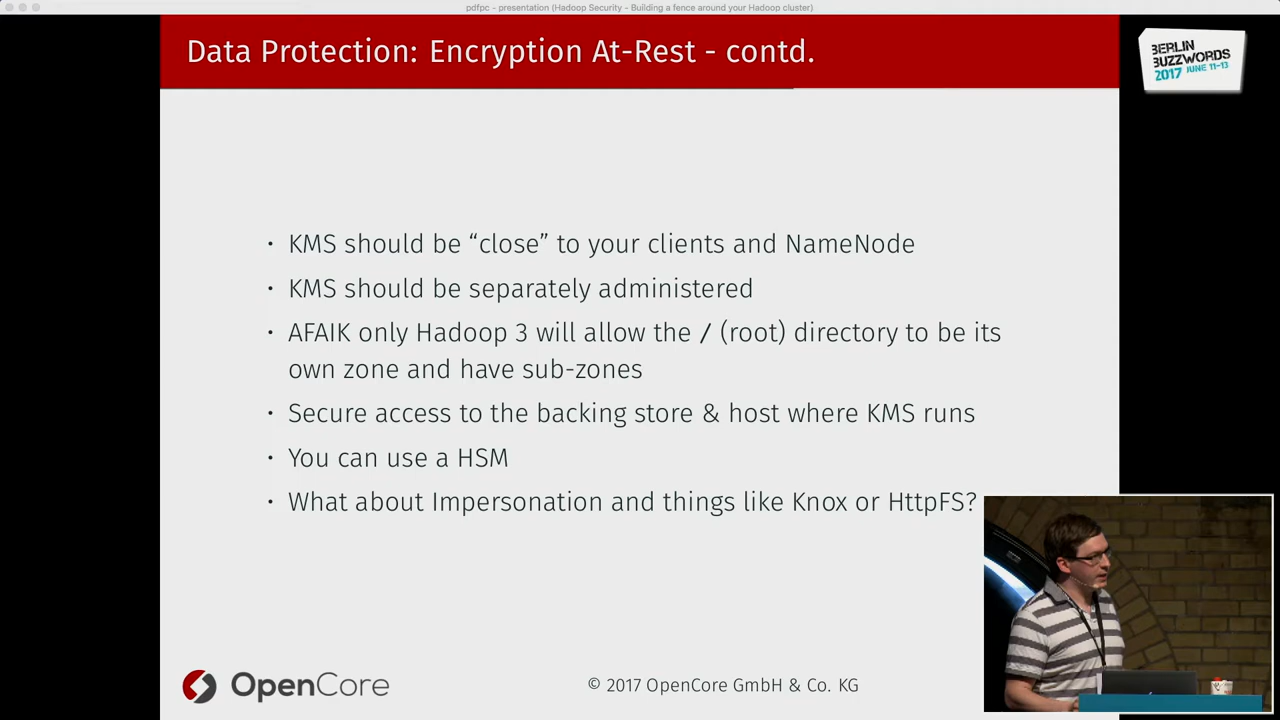 pdfpc - presentation (Hadoop Security - Building a fence around your Hadoop cluster)
Data Protection: Encryption At-Rest - contd.
BERLIN
BUZZWORDS
2017 JUNE 11-13
• KMS should be “close” to your clients and NameNode
• KMS should be separately administered
• AFAIK only Hadoop 3 will allow the / (root) directory to be its
own zone and have sub-zones
• Secure access to the backing store & host where KMS runs
• You can use a HSM
• What about Impersonation and things like Knox or HttpFS?
OpenCore
© 2017 OpenCore GmbH & Co. KG